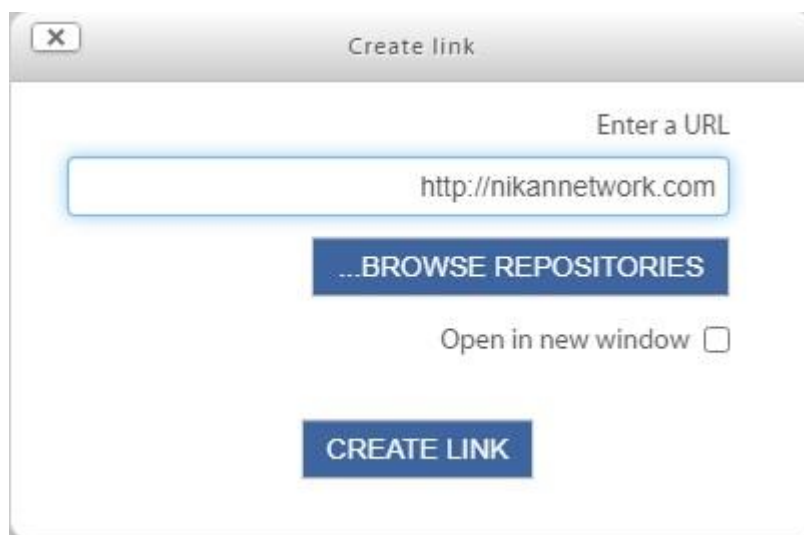 Create link
Enter a URL
http://nikannetwork.com
...BROWSE REPOSITORIES
Open in new window
CREATE LINK